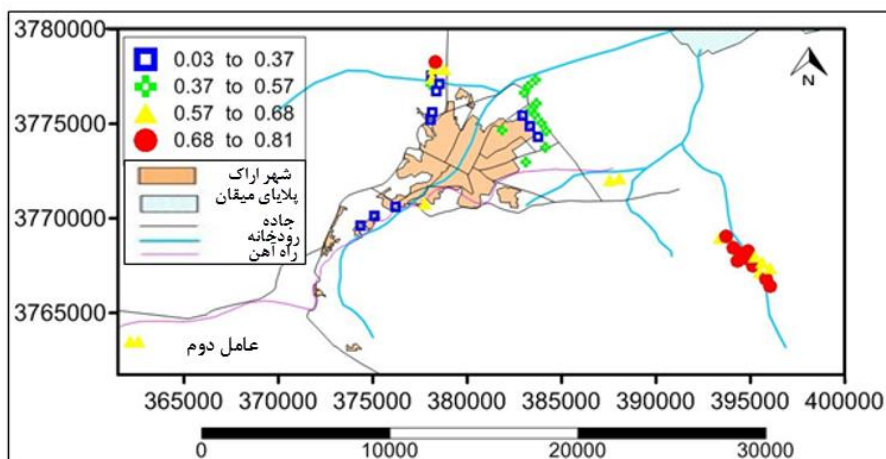 3780000
3775000
3770000
3765000
0.03 to 0.37
0.37 to 0.57
0.57 to 0.68
0.68 to 0.81
شهر اراک
پلایای میقان
جاده
رودخانه
راه آهن
عامل دوم
N
365000 370000 375000 380000 385000 390000 395000 400000
0 10000 20000 30000